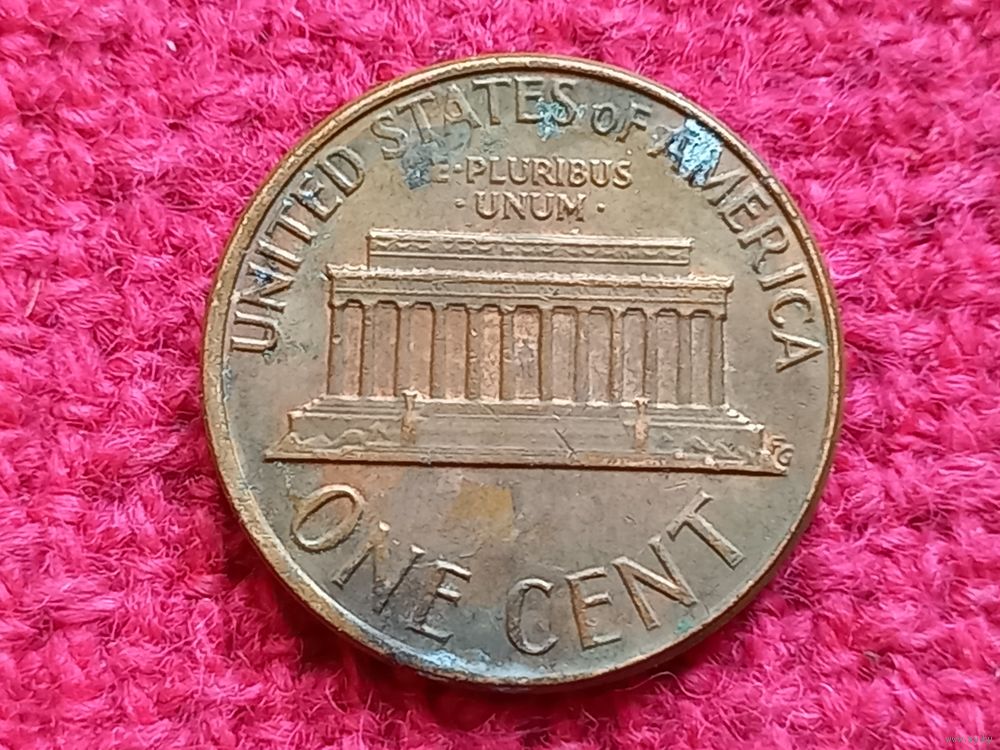 UNITED STATES OF AMERICA
E·PLURIBUS
·UNUM·
FG
ONE CENT